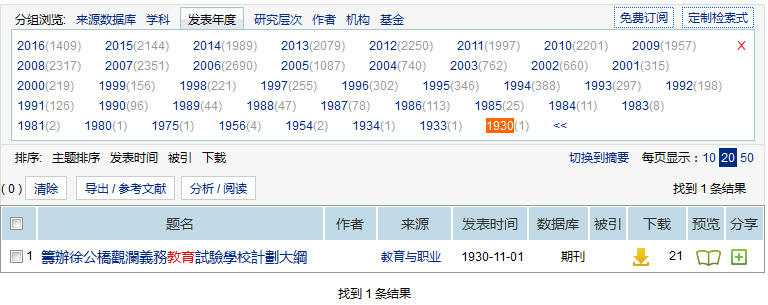 分组浏览: 来源数据库 学科 发表年度 研究层次 作者 机构 基金 免费订阅 定制检索式
2016(1409) 2015(2144) 2014(1989) 2013(2079) 2012(2250) 2011(1997) 2010(2201) 2009(1957) X
2008(2317) 2007(2351) 2006(2690) 2005(1087) 2004(740) 2003(762) 2002(660) 2001(315)
2000(219) 1999(156) 1998(221) 1997(255) 1996(302) 1995(346) 1994(388) 1993(297) 1992(198)
1991(126) 1990(96) 1989(44) 1988(47) 1987(78) 1986(113) 1985(25) 1984(11) 1983(8)
1981(2) 1980(1) 1975(1) 1956(4) 1954(2) 1934(1) 1933(1) 1930(1) <<
排序: 主题排序 发表时间 被引 下载 切换到摘要 每页显示:10 20 50
(0) 清除 导出/参考文献 分析/阅读 找到 1 条结果
题名 作者 来源 发表时间 数据库 被引 下载 预览 分享
1 籌辦徐公橋觀瀾義務教育試驗學校計劃大綱 教育与职业 1930-11-01 期刊 21
找到 1 条结果